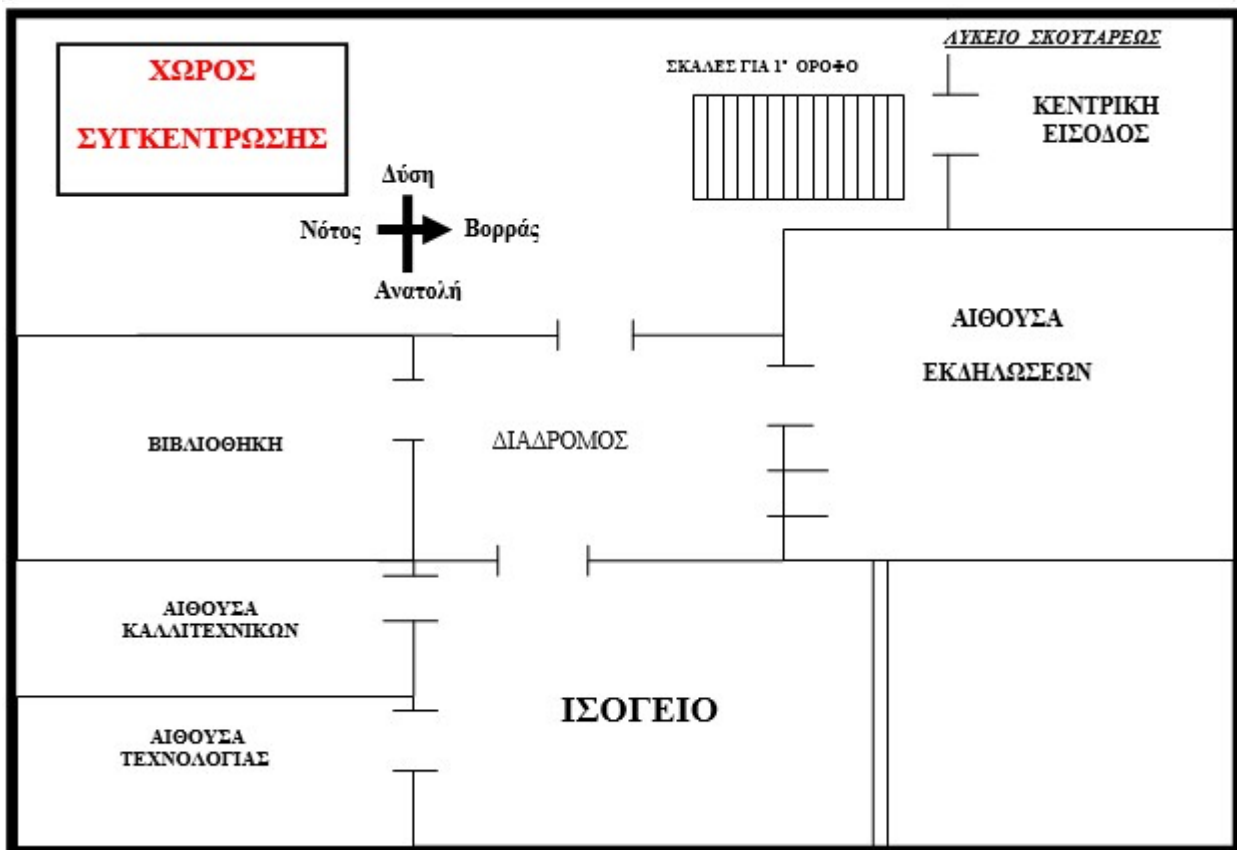 ΛΥΚΕΙΟ ΣΚΟΥΤΑΡΕΩΣ
ΧΩΡΟΣ
ΣΥΓΚΕΝΤΡΩΣΗΣ
ΣΚΑΛΕΣ ΓΙΑ 1° ΟΡΟΦΟ
ΚΕΝΤΡΙΚΗ
ΕΙΣΟΔΟΣ
Δύση
Νότος
Βορράς
Ανατολή
ΑΙΘΟΥΣΑ
ΕΚΔΗΛΩΣΕΩΝ
ΒΙΒΛΙΟΘΗΚΗ
ΔΙΑΔΡΟΜΟΣ
ΑΙΘΟΥΣΑ
ΚΑΛΛΙΤΕΧΝΙΚΩΝ
ΙΣΟΓΕΙΟ
ΑΙΘΟΥΣΑ
ΤΕΧΝΟΛΟΓΙΑΣ